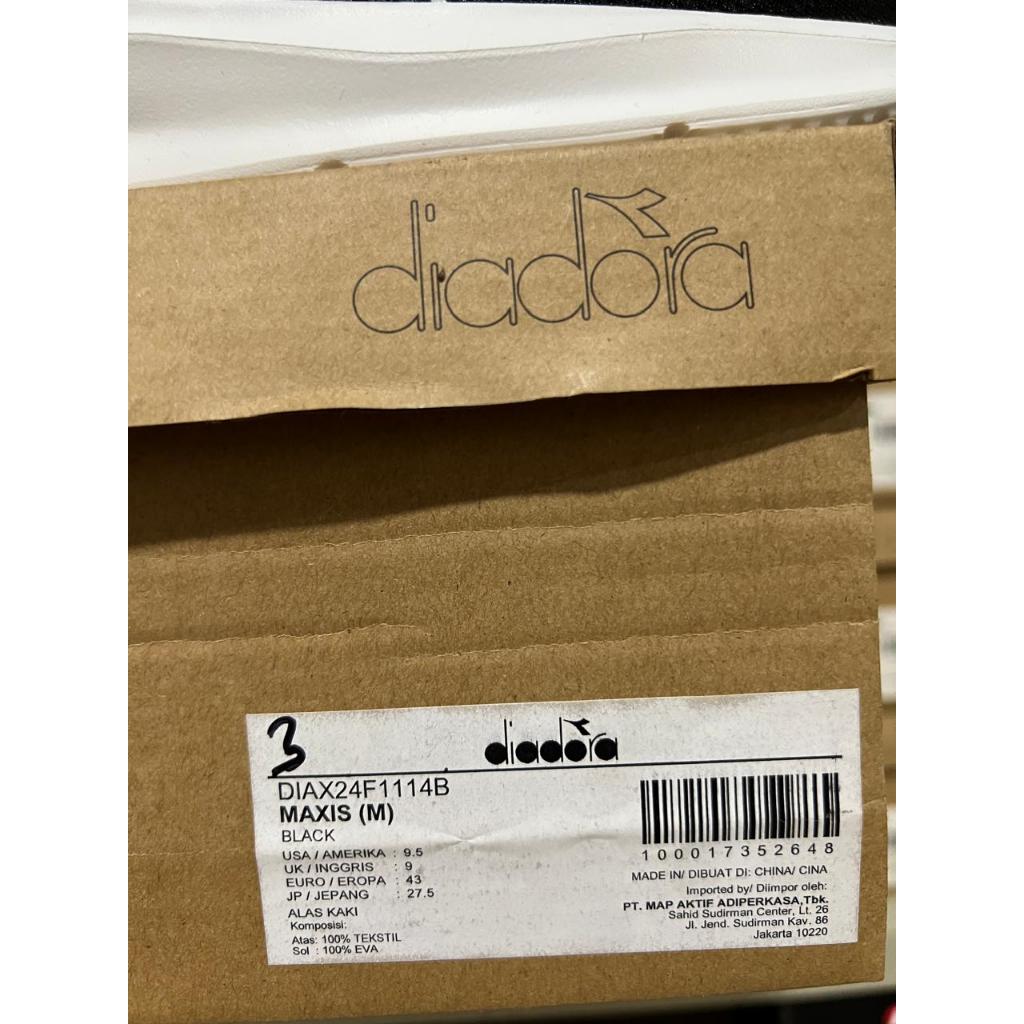 diadora
3
diadora
DIAX24F1114B
MAXIS (M)
BLACK
USA / AMERIKA : 9.5
UK / INGGRIS : 9
EURO / EROPA : 43
JP / JEPANG : 27.5
ALAS KAKI
Komposisi:
Atas: 100% TEKSTIL
Sol : 100% EVA
100017352648
MADE IN/ DIBUAT DI: CHINA/ CINA
Imported by/ Diimpor oleh:
PT. MAP AKTIF ADIPERKASA,Tbk.
Sahid Sudirman Center, Lt. 26
Jl. Jend. Sudirman Kav. 86
Jakarta 10220